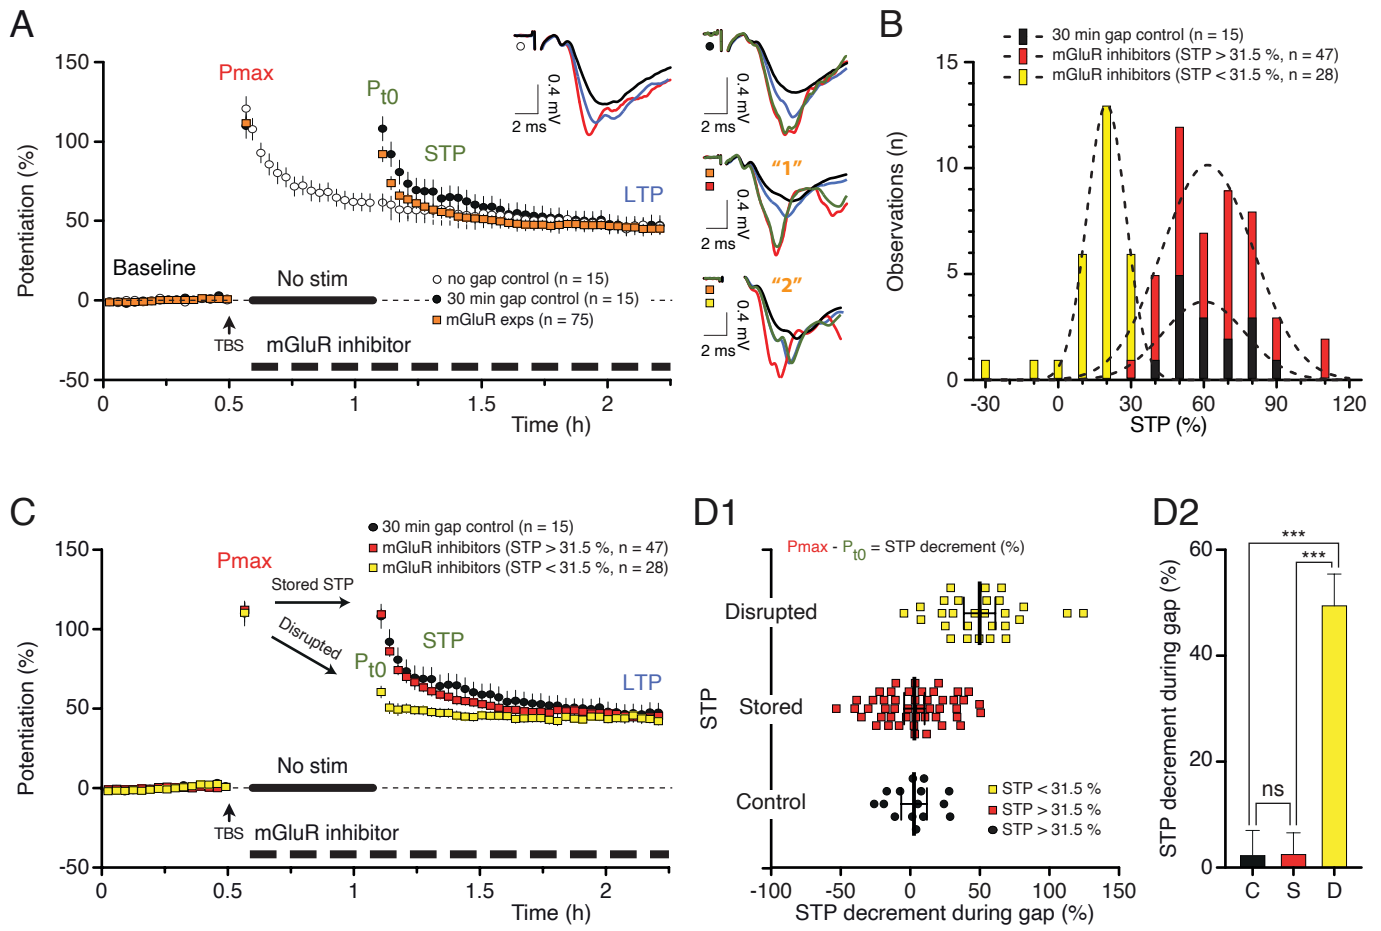 A
150
100
50
0
-50
Potentiation (%)
Pmax
Pt0
STP
LTP
Baseline
No stim
TBS
mGluR inhibitor
no gap control (n = 15)
30 min gap control (n = 15)
mGluR exps (n = 75)
0 0.5 1 1.5 2
Time (h)
0.4 mV
2 ms
0.4 mV
2 ms
"1"
0.4 mV
2 ms
"2"
0.4 mV
2 ms
B
30 min gap control (n = 15)
mGluR inhibitors (STP > 31.5 %, n = 47)
mGluR inhibitors (STP < 31.5 %, n = 28)
15
10
5
0
Observations (n)
-30 0 30 60 90 120
STP (%)
C
30 min gap control (n = 15)
mGluR inhibitors (STP > 31.5 %, n = 47)
mGluR inhibitors (STP < 31.5 %, n = 28)
150
100
50
0
-50
Potentiation (%)
Pmax
Stored STP
Disrupted
Pt0
STP
LTP
No stim
TBS
mGluR inhibitor
0 0.5 1 1.5 2
Time (h)
D1
Pmax - Pt0 = STP decrement (%)
Disrupted
Stored
Control
STP
STP < 31.5 %
STP > 31.5 %
STP > 31.5 %
-100 -50 0 50 100 150
STP decrement during gap (%)
D2
60
40
20
0
STP decrement during gap (%)
***
***
ns
C S D